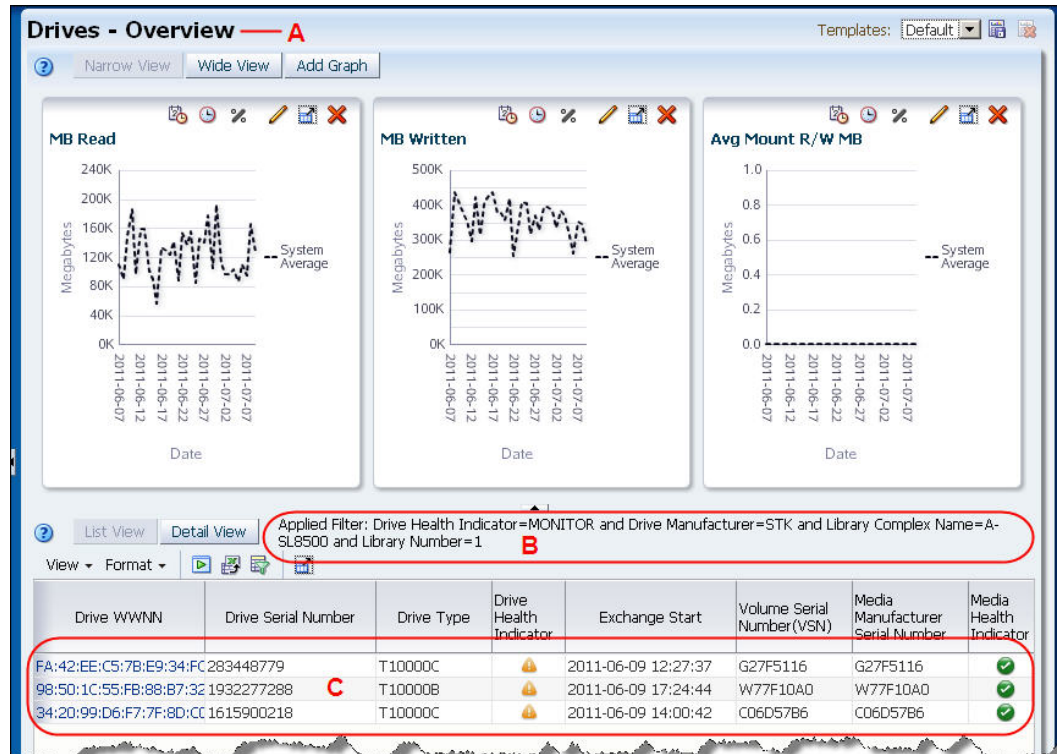 Drives - Overview A
Templates: Default
Narrow View Wide View Add Graph
MB Read
240K
200K
160K
120K
80K
40K
0K
Megabytes
System
Average
2011-06-07
2011-06-12
2011-06-17
2011-06-22
2011-06-27
2011-07-02
2011-07-07
Date
MB Written
500K
400K
300K
200K
100K
0K
Megabytes
System
Average
2011-06-07
2011-06-12
2011-06-17
2011-06-22
2011-06-27
2011-07-02
2011-07-07
Date
Avg Mount R/W MB
1.0
0.8
0.6
0.4
0.2
0.0
Megabytes
System
Average
2011-06-07
2011-06-12
2011-06-17
2011-06-22
2011-06-27
2011-07-02
2011-07-07
Date
List View Detail View
Applied Filter: Drive Health Indicator=MONITOR and Drive Manufacturer=STK and Library Complex Name=A-
SL8500 and Library Number=1
B
View Format
Drive WWNN Drive Serial Number Drive Type Drive Health Indicator Exchange Start Volume Serial Number(VSN) Media Manufacturer Serial Number Media Health Indicator
FA:42:EE:C5:7B:E9:34:FC 283448779 T10000C 2011-06-09 12:27:37 G27F5116 G27F5116
98:50:1C:55:FB:88:B7:32 1932277288 C T10000B 2011-06-09 17:24:44 W77F10A0 W77F10A0
34:20:99:D6:F7:7F:8D:C0 1615900218 T10000C 2011-06-09 14:00:42 C06D57B6 C06D57B6